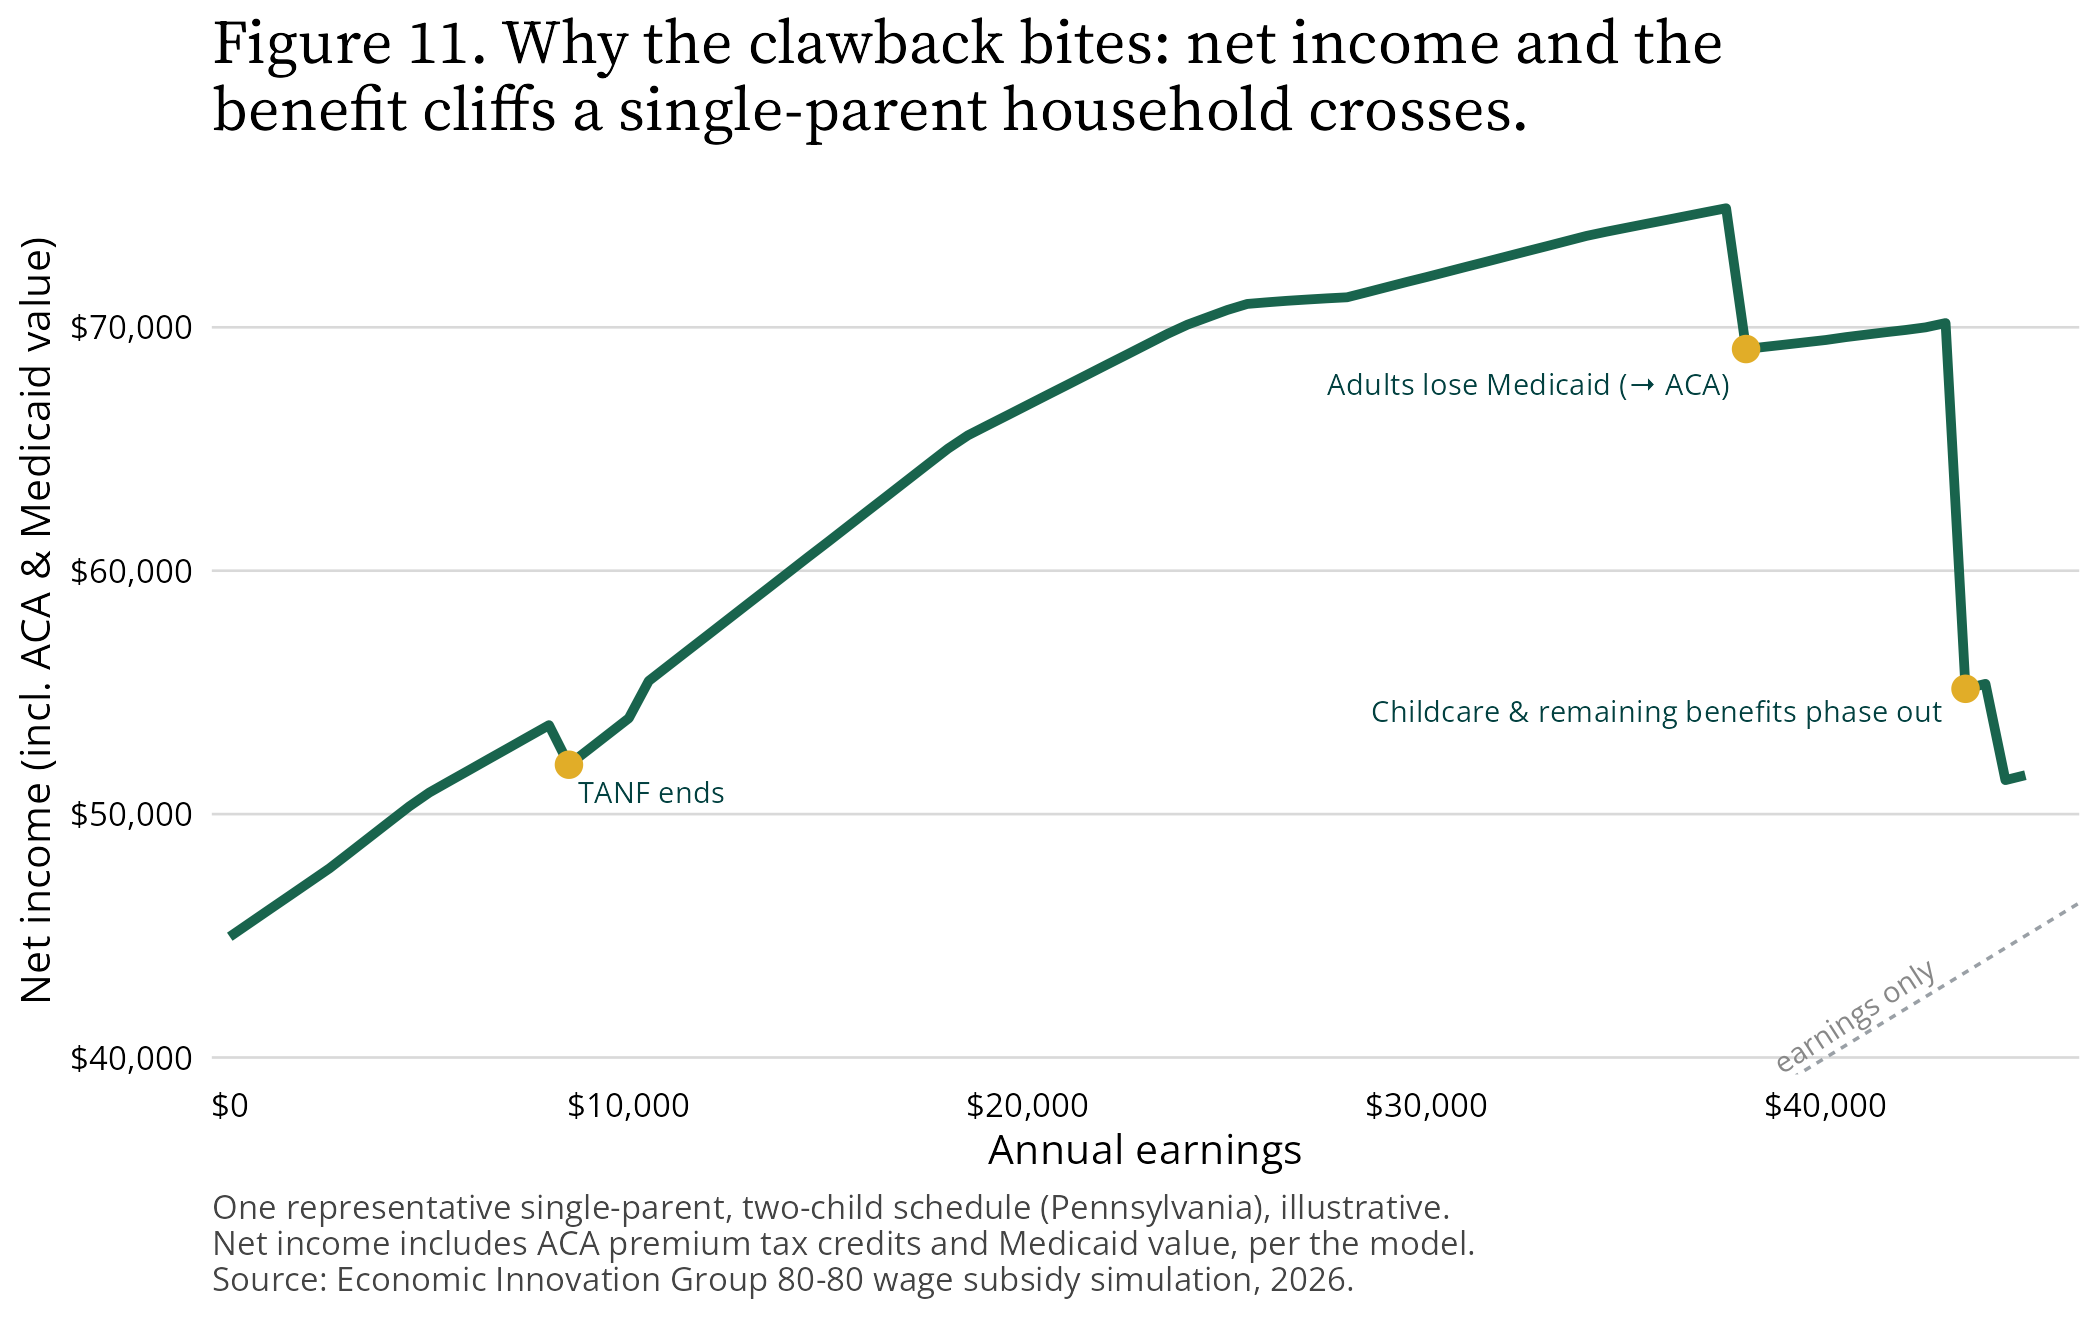 Figure 11. Why the clawback bites: net income and the
benefit cliffs a single-parent household crosses.
Net income (incl. ACA & Medicaid value)
$70,000
$60,000
$50,000
$40,000
Adults lose Medicaid (→ ACA)
Childcare & remaining benefits phase out
TANF ends
earnings only
$0
$10,000
$20,000
$30,000
$40,000
Annual earnings
One representative single-parent, two-child schedule (Pennsylvania), illustrative.
Net income includes ACA premium tax credits and Medicaid value, per the model.
Source: Economic Innovation Group 80-80 wage subsidy simulation, 2026.